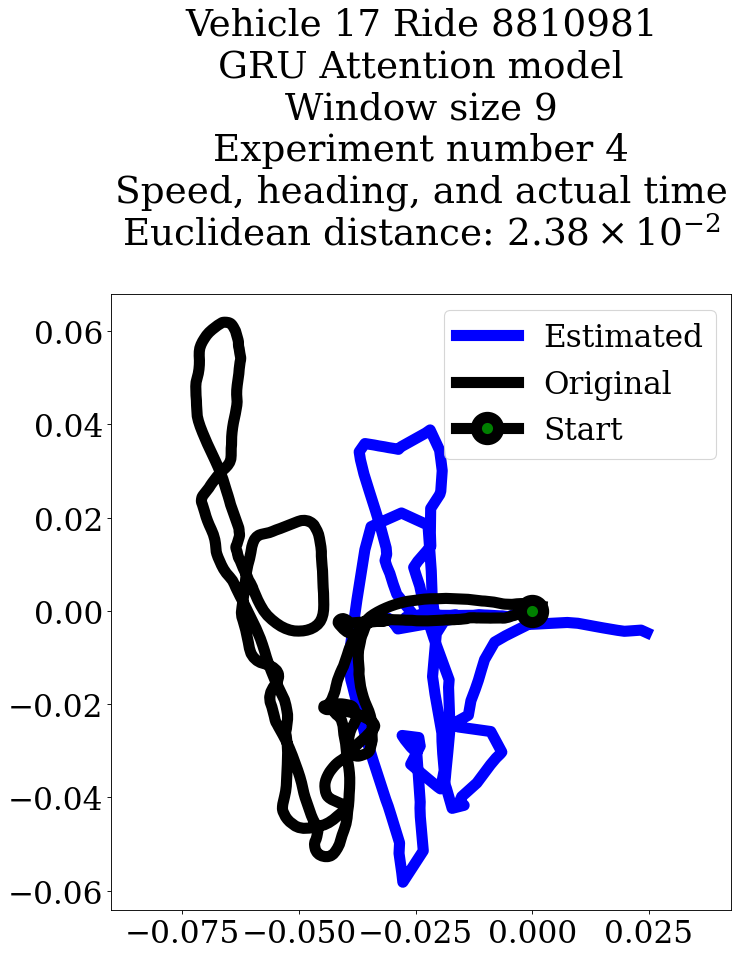 Vehicle 17 Ride 8810981
GRU Attention model
Window size 9
Experiment number 4
Speed, heading, and actual time
Euclidean distance: 2.38 × 10⁻²
Estimated
Original
Start
0.06
0.04
0.02
0.00
−0.02
−0.04
−0.06
−0.075 −0.050 −0.025 0.000 0.025